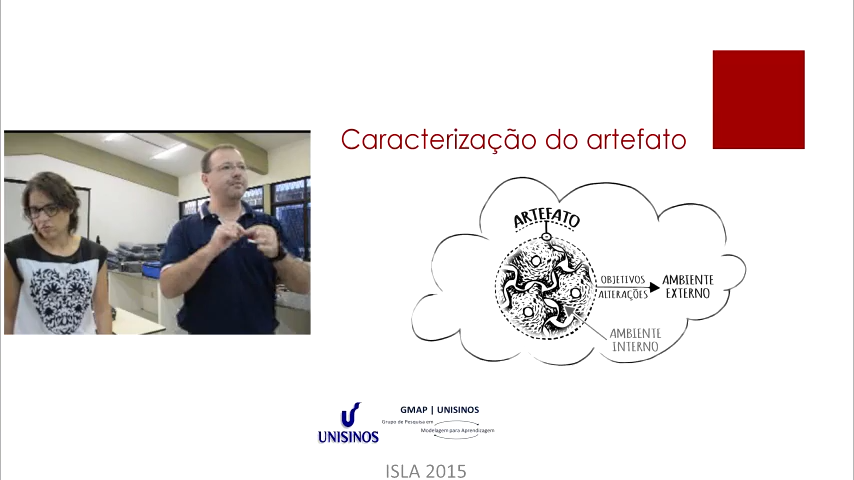 Caracterização do artefato
ARTEFATO
OBJETIVOS
ALTERAÇÕES
AMBIENTE
EXTERNO
AMBIENTE
INTERNO
UNISINOS
GMAP | UNISINOS
Grupo de Pesquisa em
Modelagem para Aprendizagem
ISLA 2015